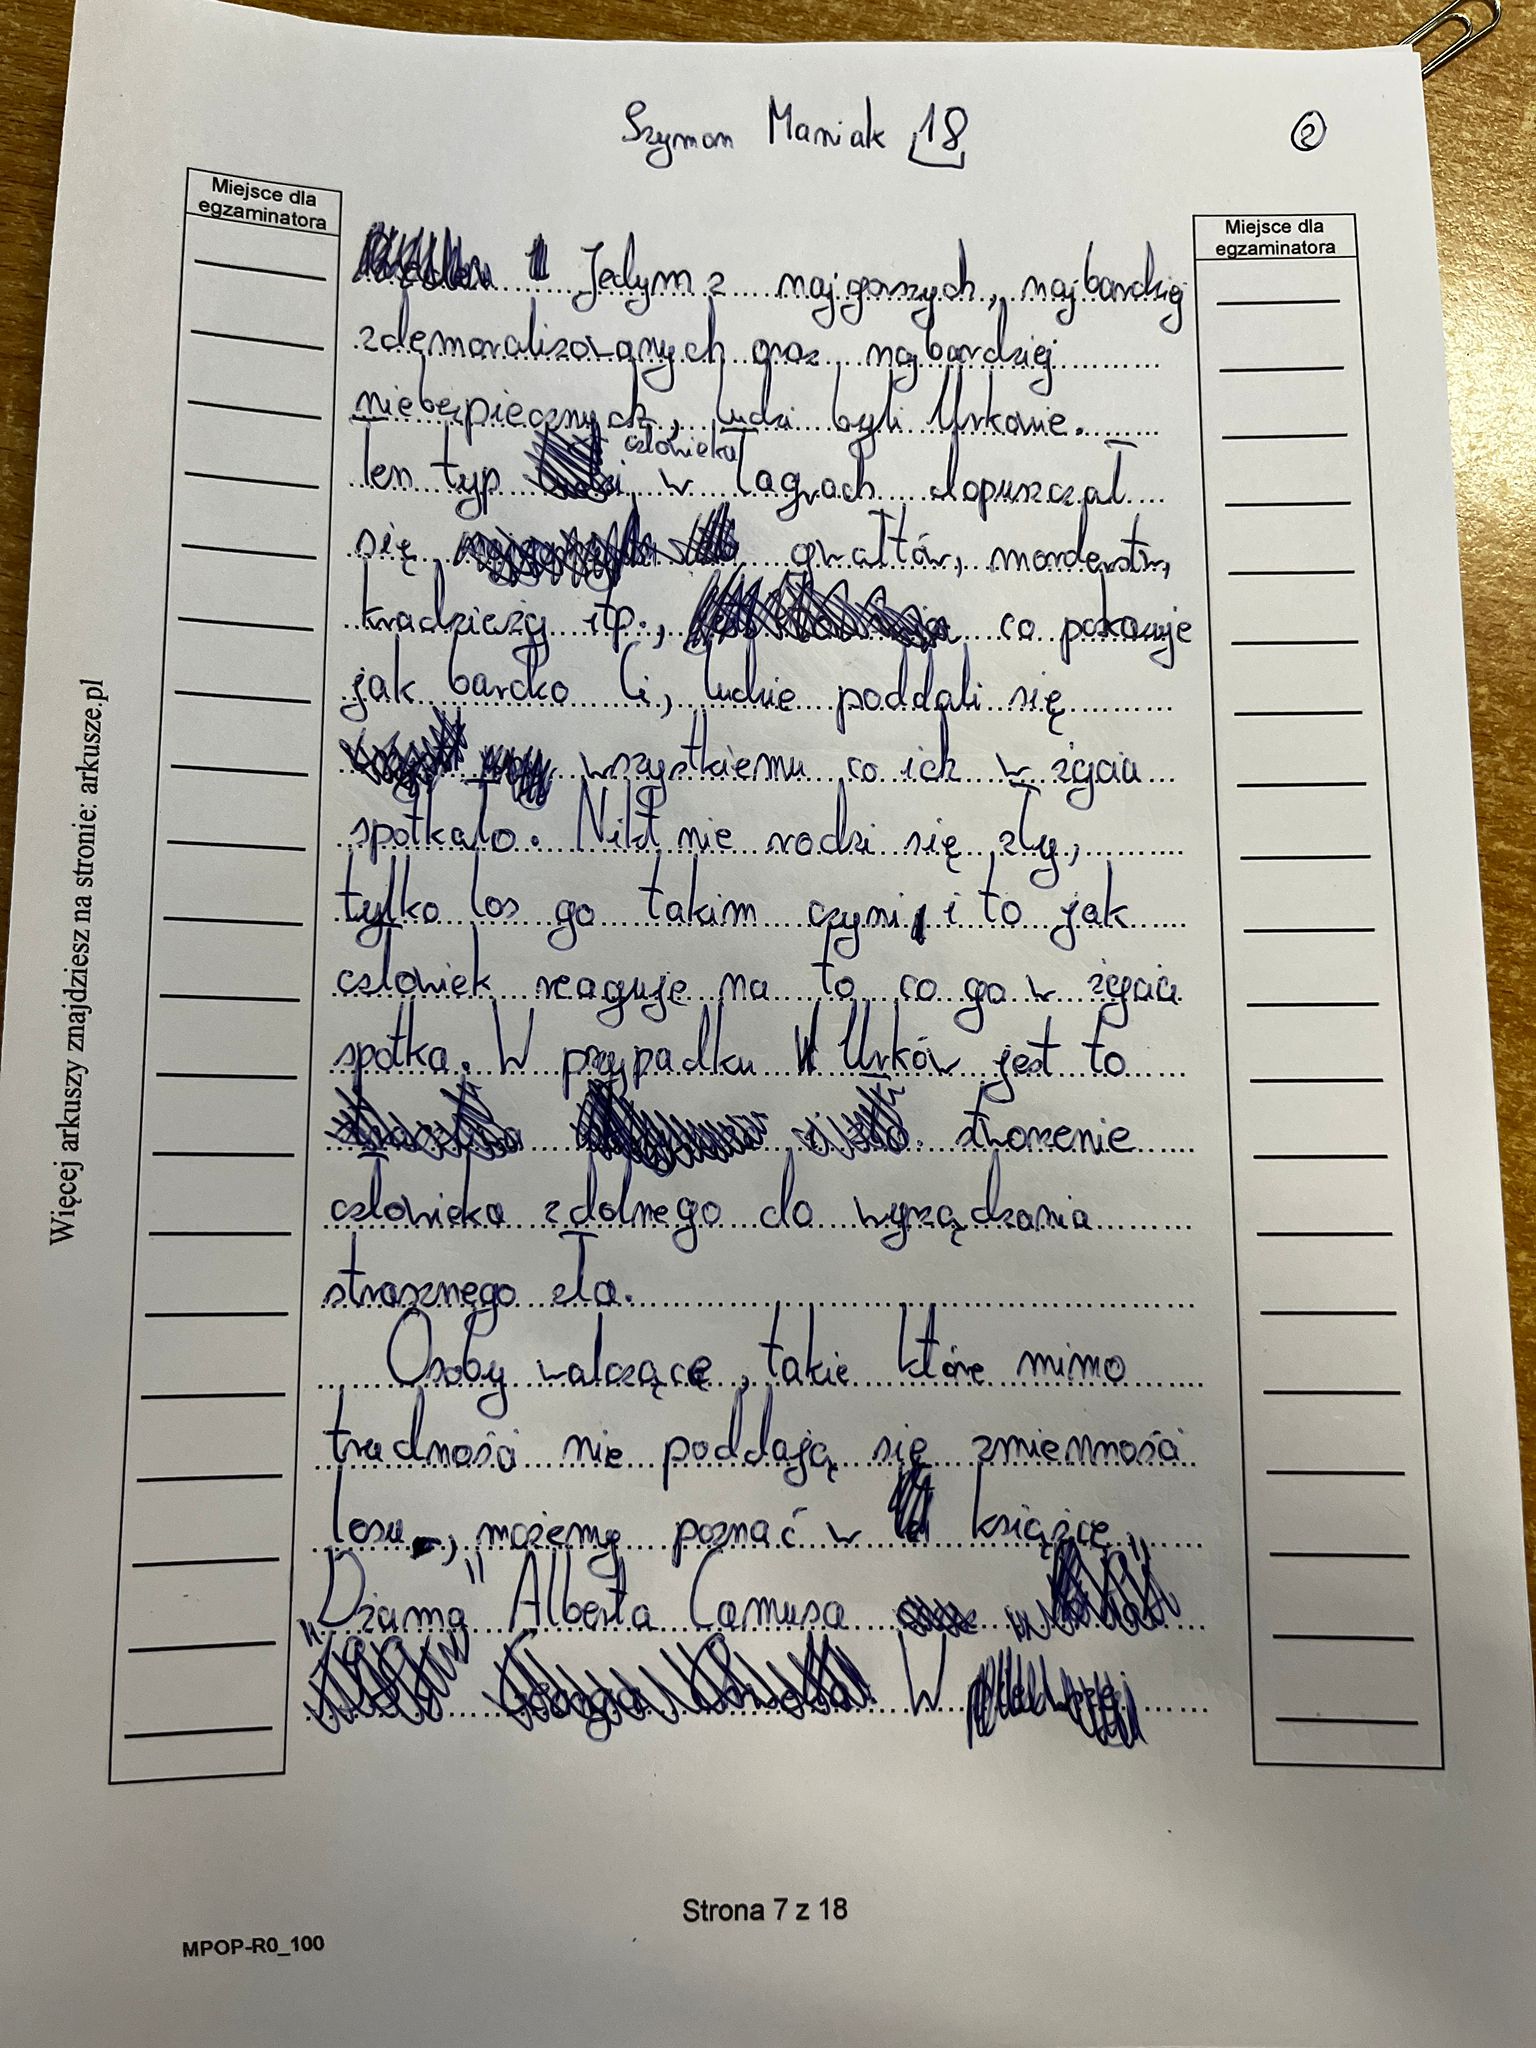 Szymon Maniak 18
2
Miejsce dla
egzaminatora
Miejsce dla
egzaminatora
Jednym z najgorszych, najbardziej
zdemoralizowanych oraz najbardziej
niebezpiecznych, ludzi byli Urkowie.
Ten typ człowieka w łagrach dopuszczał
się gwałtów, morderstw,
kradzieży itp., co pokazuje
jak bardzo Ci, ludzie poddali się
wszystkiemu co ich w życiu
spotkało. Nikt nie rodzi się zły,
tylko los go takim czyni, i to jak
człowiek reaguje na to co go w życiu
spotka. W przypadku Urków jest to
stworzenie
człowieka zdolnego do wyrządzania
strasznego zła.
Osoby walczące, takie które mimo
trudności nie poddają się zmienności
losu, możemy poznać w książce,
"Dżuma" Alberta Camusa
W
Więcej arkuszy znajdziesz na stronie: arkusze.pl
Strona 7 z 18
MPOP-R0_100